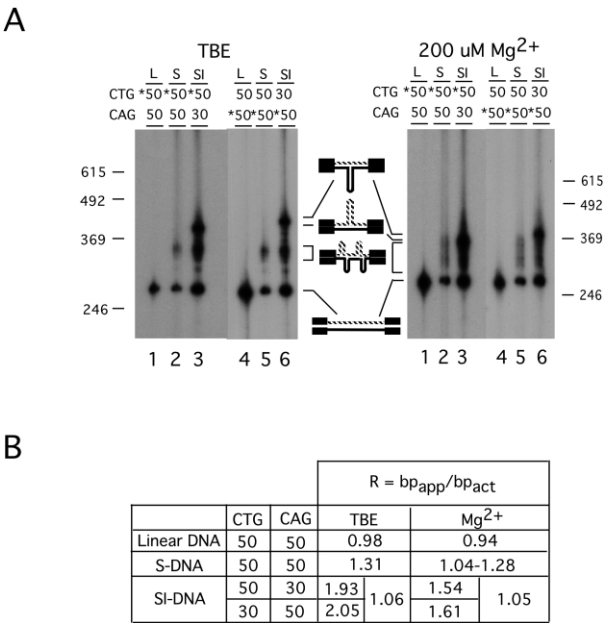 A
TBE
200 uM Mg2+
L S SI L S SI
CTG *50 *50 *50 50 50 30
CAG 50 50 30 *50 *50 *50
L S SI L S SI
CTG *50 *50 *50 50 50 30
CAG 50 50 30 *50 *50 *50
615
492
369
246
615
492
369
246
1 2 3 4 5 6
1 2 3 4 5 6
B
R = bpapp/bpact
CTG CAG TBE Mg2+
Linear DNA 50 50 0.98 0.94
S-DNA 50 50 1.31 1.04-1.28
SI-DNA 50 30 1.93 1.06 1.54 1.05
30 50 2.05 1.61